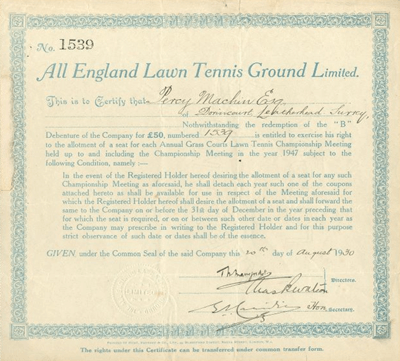 No. 1539
All England Lawn Tennis Ground Limited.
This is to Certify that Percy Machin Esq
of Leatherhead Surrey,
Notwithstanding the redemption of the "B"
Debenture of the Company for £50, numbered 1539 is entitled to exercise his right
to the allotment of a seat for each Annual Grass Courts Lawn Tennis Championship Meeting
held up to and including the Championship Meeting in the year 1947 subject to the
following Condition, namely :—
In the event of the Registered Holder hereof desiring the allotment of a seat for any such
Championship Meeting as aforesaid, he shall detach each year such one of the coupons
attached hereto as shall be available for use in respect of the Meeting aforesaid for
which the Registered Holder hereof shall desire the allotment of a seat and shall forward the
same to the Company on or before the 31st day of December in the year preceding that
for which the seat is required, or on or between such other date or dates in each year as
the Company may prescribe in writing to the Registered Holder and for this purpose
strict observance of such date or dates shall be of the essence.
GIVEN under the Common Seal of the said Company this 20th day of August 1930
Directors.
Hon Secretary.
The rights under this Certificate can be transferred under common transfer form.